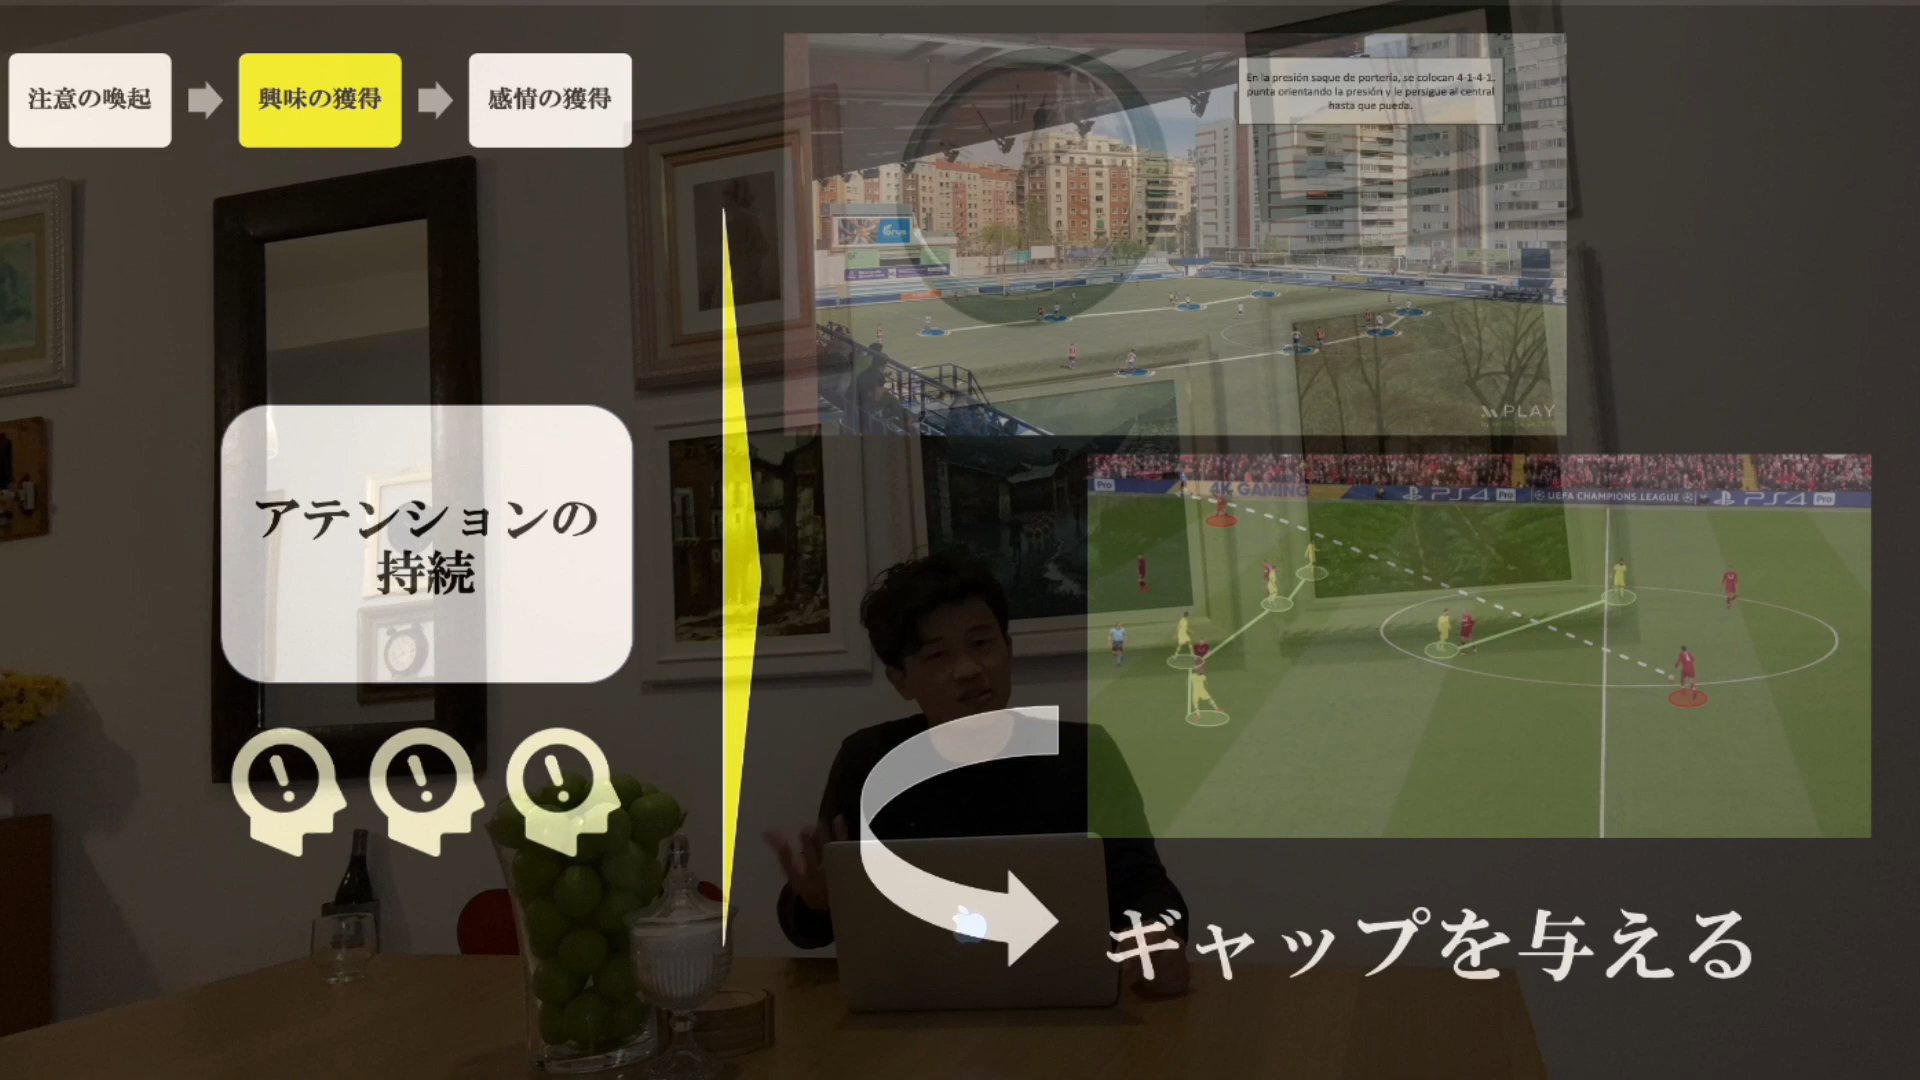 注意の喚起
興味の獲得
感情の獲得
En la presión saque de portería, se colocan 4-1-4-1,
punta orientando la presión y le persigue al central
hasta que pueda.
PLAY
アテンションの
持続
Pro
4K GAMING
PS4 Pro
UEFA CHAMPIONS LEAGUE
PS4 Pro
ギャップを与える